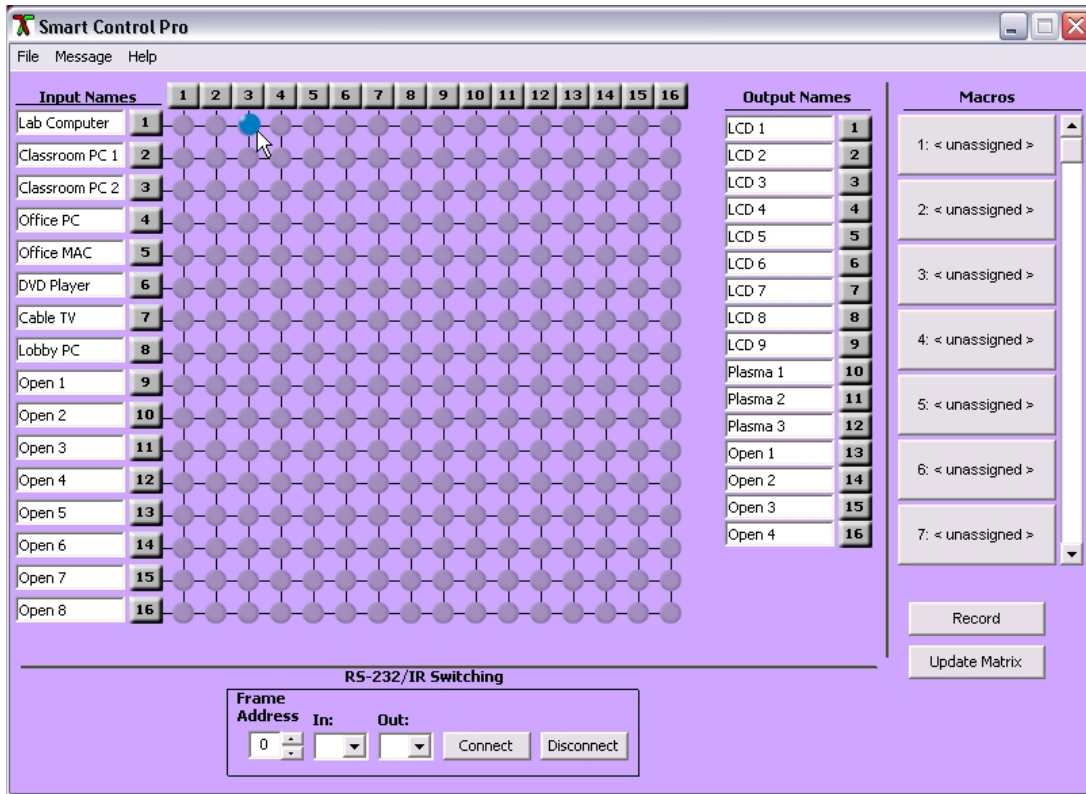 Smart Control Pro
File Message Help
Input Names
1 2 3 4 5 6 7 8 9 10 11 12 13 14 15 16
Lab Computer 1
Classroom PC 1 2
Classroom PC 2 3
Office PC 4
Office MAC 5
DVD Player 6
Cable TV 7
Lobby PC 8
Open 1 9
Open 2 10
Open 3 11
Open 4 12
Open 5 13
Open 6 14
Open 7 15
Open 8 16
Output Names
LCD 1 1
LCD 2 2
LCD 3 3
LCD 4 4
LCD 5 5
LCD 6 6
LCD 7 7
LCD 8 8
LCD 9 9
Plasma 1 10
Plasma 2 11
Plasma 3 12
Open 1 13
Open 2 14
Open 3 15
Open 4 16
Macros
1: < unassigned >
2: < unassigned >
3: < unassigned >
4: < unassigned >
5: < unassigned >
6: < unassigned >
7: < unassigned >
Record
Update Matrix
RS-232/IR Switching
Frame
Address In: Out:
0 Connect Disconnect